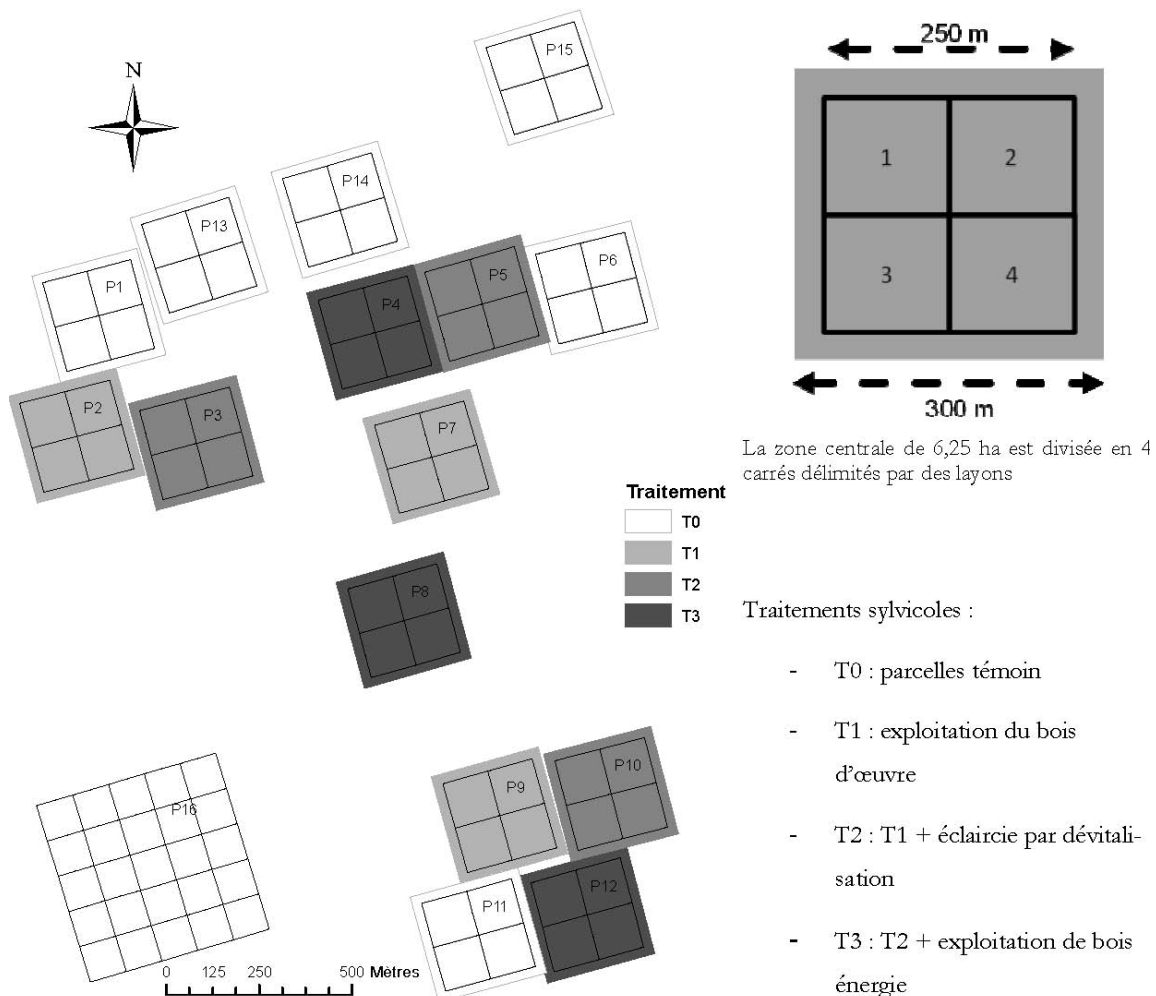 N
P15
P14
P13
P1
P6
P5
P4
P2
P3
P7
P8
P9
P10
P16
P11
P12
0 125 250 500 Mètres
Traitement
T0
T1
T2
T3
250 m
1 2
3 4
300 m
La zone centrale de 6,25 ha est divisée en 4
carrés délimités par des layons
Traitements sylvicoles :
- T0 : parcelles témoin
- T1 : exploitation du bois
d’œuvre
- T2 : T1 + éclaircie par dévitali-
sation
- T3 : T2 + exploitation de bois
énergie